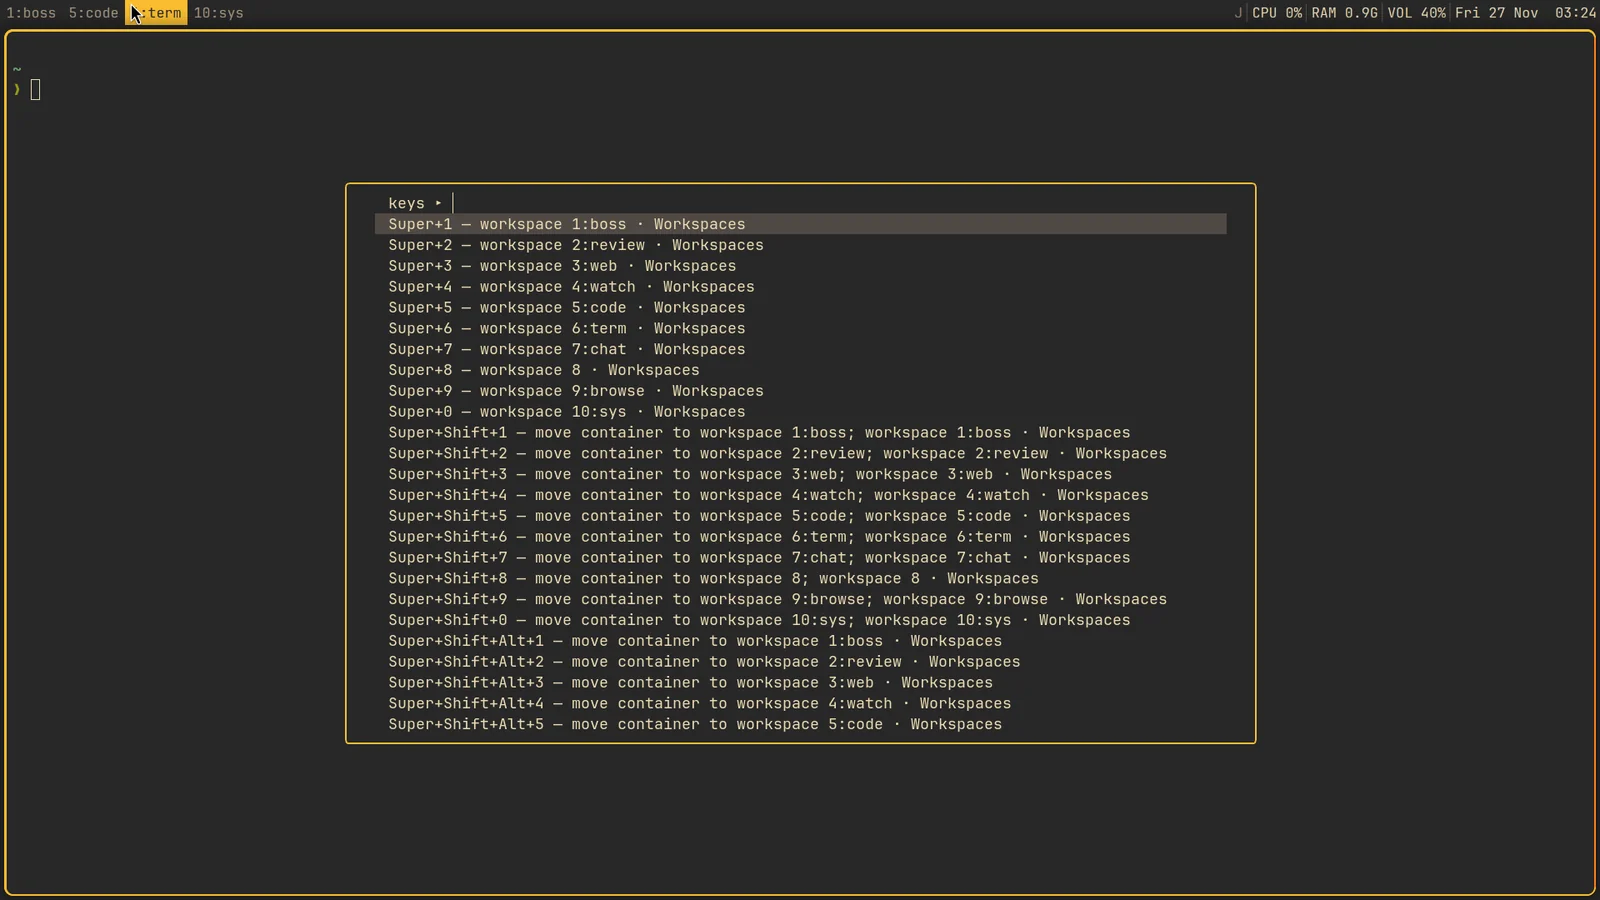 1:boss 5:code :term 10:sys J CPU 0% RAM 0.9G VOL 40% Fri 27 Nov 03:24
~
❯
keys ‣
Super+1 — workspace 1:boss · Workspaces
Super+2 — workspace 2:review · Workspaces
Super+3 — workspace 3:web · Workspaces
Super+4 — workspace 4:watch · Workspaces
Super+5 — workspace 5:code · Workspaces
Super+6 — workspace 6:term · Workspaces
Super+7 — workspace 7:chat · Workspaces
Super+8 — workspace 8 · Workspaces
Super+9 — workspace 9:browse · Workspaces
Super+0 — workspace 10:sys · Workspaces
Super+Shift+1 — move container to workspace 1:boss; workspace 1:boss · Workspaces
Super+Shift+2 — move container to workspace 2:review; workspace 2:review · Workspaces
Super+Shift+3 — move container to workspace 3:web; workspace 3:web · Workspaces
Super+Shift+4 — move container to workspace 4:watch; workspace 4:watch · Workspaces
Super+Shift+5 — move container to workspace 5:code; workspace 5:code · Workspaces
Super+Shift+6 — move container to workspace 6:term; workspace 6:term · Workspaces
Super+Shift+7 — move container to workspace 7:chat; workspace 7:chat · Workspaces
Super+Shift+8 — move container to workspace 8; workspace 8 · Workspaces
Super+Shift+9 — move container to workspace 9:browse; workspace 9:browse · Workspaces
Super+Shift+0 — move container to workspace 10:sys; workspace 10:sys · Workspaces
Super+Shift+Alt+1 — move container to workspace 1:boss · Workspaces
Super+Shift+Alt+2 — move container to workspace 2:review · Workspaces
Super+Shift+Alt+3 — move container to workspace 3:web · Workspaces
Super+Shift+Alt+4 — move container to workspace 4:watch · Workspaces
Super+Shift+Alt+5 — move container to workspace 5:code · Workspaces